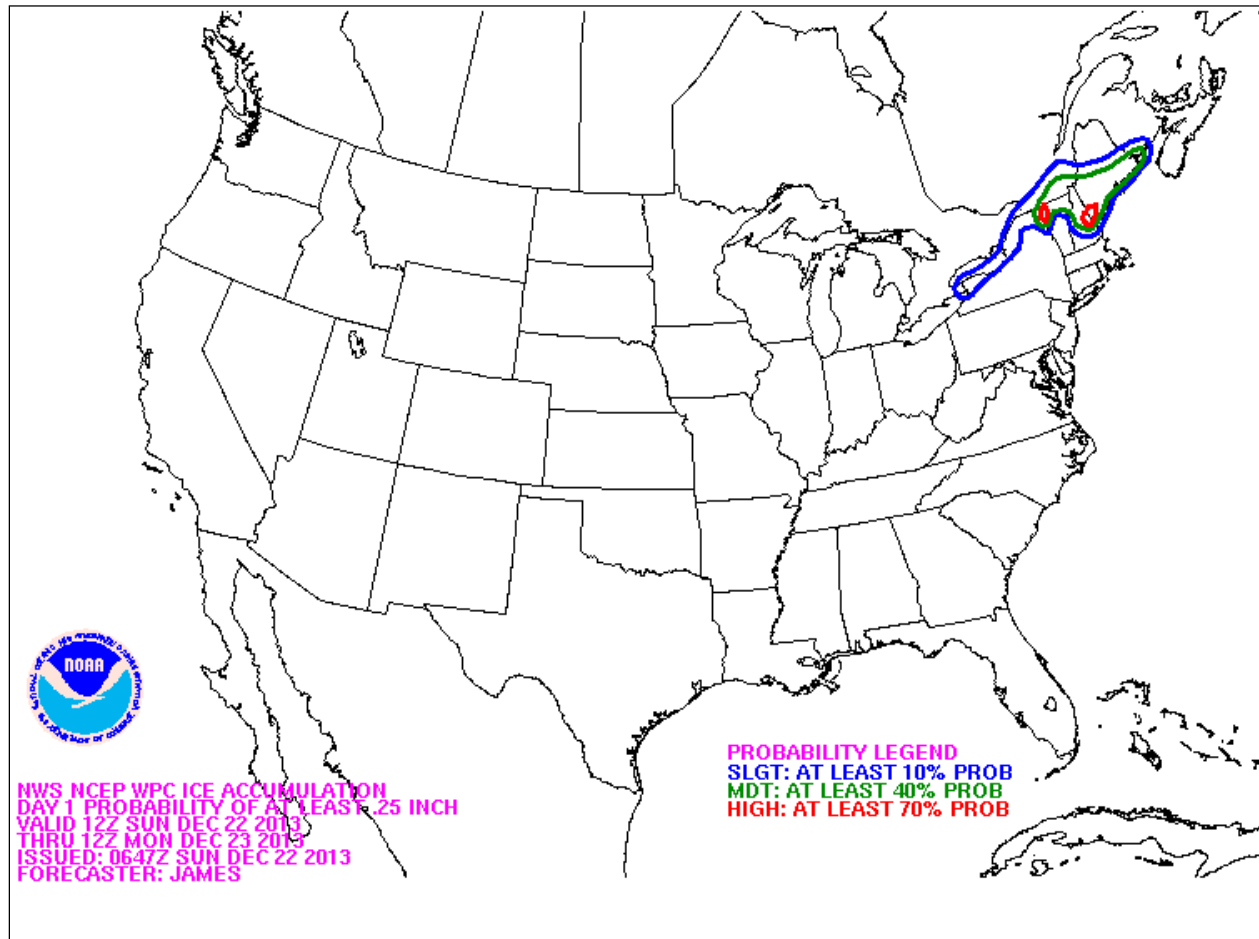 NOAA
PROBABILITY LEGEND
SLGT: AT LEAST 10% PROB
MDT: AT LEAST 40% PROB
HIGH: AT LEAST 70% PROB
NWS NCEP WPC ICE ACCUMULATION
DAY 1 PROBABILITY OF AT LEAST .25 INCH
VALID 12Z SUN DEC 22 2013
THRU 12Z MON DEC 23 2013
ISSUED: 0647Z SUN DEC 22 2013
FORECASTER: JAMES